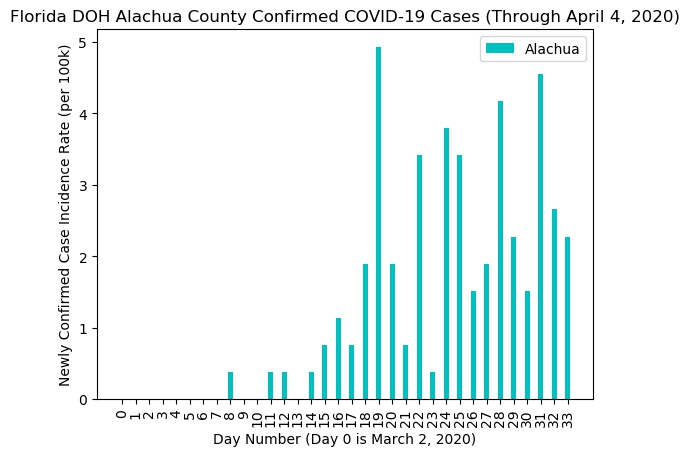 Florida DOH Alachua County Confirmed COVID-19 Cases (Through April 4, 2020)
Alachua
Newly Confirmed Case Incidence Rate (per 100k)
5
4
3
2
1
0
0 1 2 3 4 5 6 7 8 9 10 11 12 13 14 15 16 17 18 19 20 21 22 23 24 25 26 27 28 29 30 31 32 33
Day Number (Day 0 is March 2, 2020)